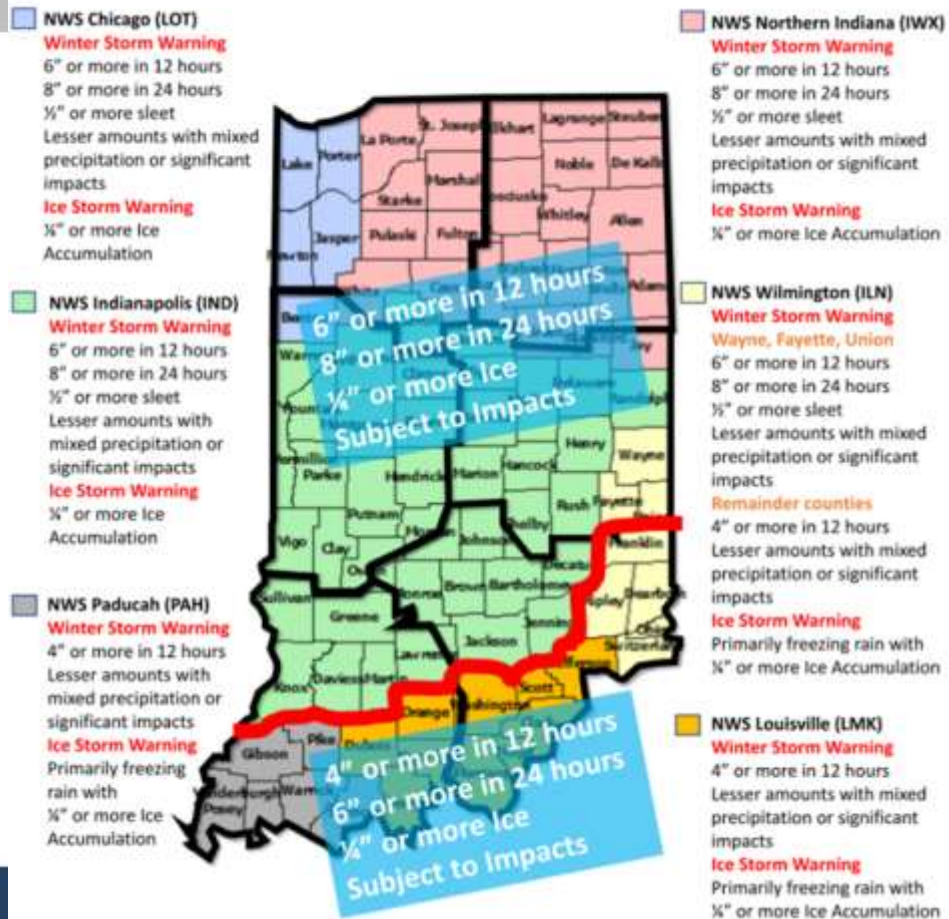 NWS Chicago (LOT)
Winter Storm Warning
6” or more in 12 hours
8” or more in 24 hours
½” or more sleet
Lesser amounts with mixed
precipitation or significant
impacts
Ice Storm Warning
¼” or more Ice
Accumulation
NWS Indianapolis (IND)
Winter Storm Warning
6” or more in 12 hours
8” or more in 24 hours
½” or more sleet
Lesser amounts with
mixed precipitation or
significant impacts
Ice Storm Warning
¼” or more Ice
Accumulation
NWS Paducah (PAH)
Winter Storm Warning
4” or more in 12 hours
Lesser amounts with
mixed precipitation or
significant impacts
Ice Storm Warning
Primarily freezing
rain with
¼” or more Ice
Accumulation
Lake
Porter
La Porte
St. Joseph
Elkhart
Lagrange
Steuben
Noble
De Kalb
Marshall
Starke
Whitley
Allen
Jasper
Pulaski
Fulton
6” or more in 12 hours
8” or more in 24 hours
¼” or more Ice
Subject to Impacts
Henry
Wayne
Parke
Hendricks
Marion
Hancock
Putnam
Rush
Fayette
Shelby
Vigo
Clay
Johnson
Franklin
Sullivan
Greene
Brown
Bartholomew
Jackson
Knox
Daviess
Martin
Scott
Orange
Washington
Gibson
Pike
Posey
4” or more in 12 hours
6” or more in 24 hours
¼” or more Ice
Subject to Impacts
NWS Northern Indiana (IWX)
Winter Storm Warning
6” or more in 12 hours
8” or more in 24 hours
½” or more sleet
Lesser amounts with mixed
precipitation or significant
impacts
Ice Storm Warning
¼” or more Ice Accumulation
NWS Wilmington (ILN)
Winter Storm Warning
Wayne, Fayette, Union
6” or more in 12 hours
8” or more in 24 hours
½” or more sleet
Lesser amounts with mixed
precipitation or significant
impacts
Remainder counties
4” or more in 12 hours
Lesser amounts with mixed
precipitation or significant
impacts
Ice Storm Warning
Primarily freezing rain with
¼” or more Ice Accumulation
NWS Louisville (LMK)
Winter Storm Warning
4” or more in 12 hours
Lesser amounts with mixed
precipitation or significant
impacts
Ice Storm Warning
Primarily freezing rain with
¼” or more Ice Accumulation